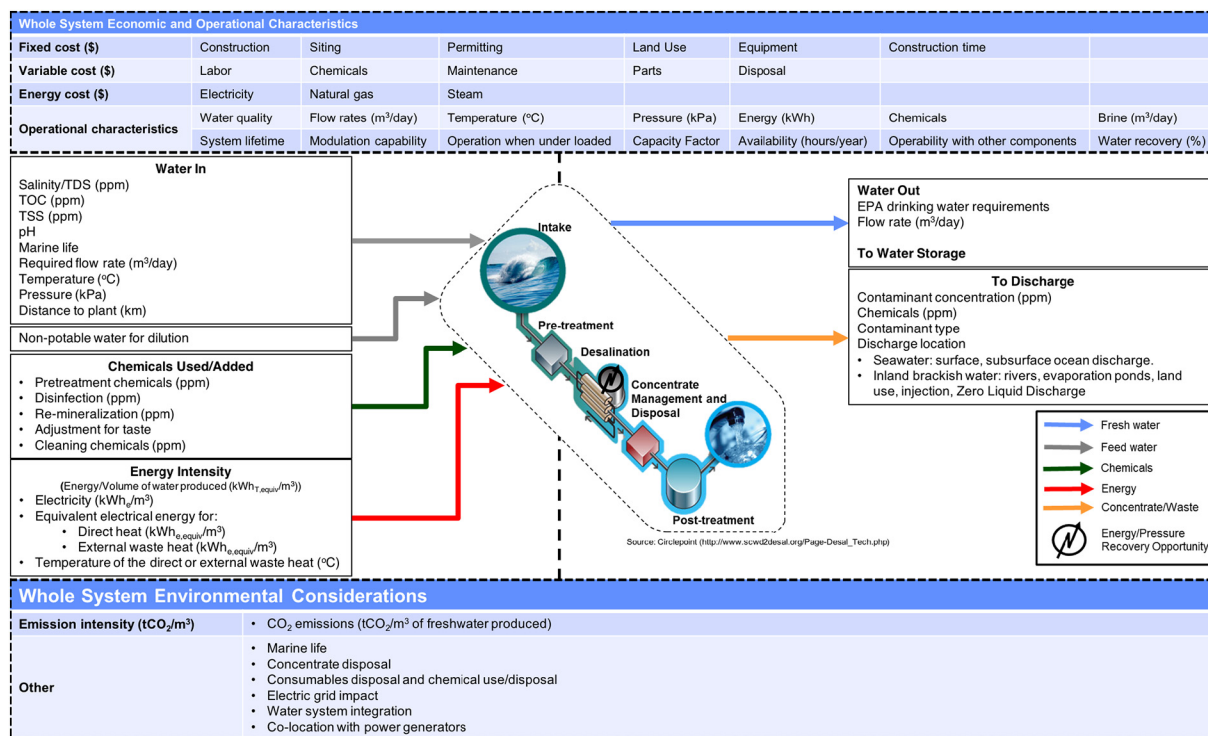 Whole System Economic and Operational Characteristics
Fixed cost ($) Construction Siting Permitting Land Use Equipment Construction time
Variable cost ($) Labor Chemicals Maintenance Parts Disposal
Energy cost ($) Electricity Natural gas Steam
Operational characteristics Water quality Flow rates (m³/day) Temperature (ºC) Pressure (kPa) Energy (kWh) Chemicals Brine (m³/day)
System lifetime Modulation capability Operation when under loaded Capacity Factor Availability (hours/year) Operability with other components Water recovery (%)
Water In
Salinity/TDS (ppm)
TOC (ppm)
TSS (ppm)
pH
Marine life
Required flow rate (m³/day)
Temperature (ºC)
Pressure (kPa)
Distance to plant (km)
Non-potable water for dilution
Chemicals Used/Added
• Pretreatment chemicals (ppm)
• Disinfection (ppm)
• Re-mineralization (ppm)
• Adjustment for taste
• Cleaning chemicals (ppm)
Energy Intensity
(Energy/Volume of water produced (kWhT,equiv/m³))
• Electricity (kWhe/m³)
• Equivalent electrical energy for:
• Direct heat (kWhe,equiv/m³)
• External waste heat (kWhe,equiv/m³)
• Temperature of the direct or external waste heat (ºC)
Intake
Pre-treatment
Desalination
Concentrate
Management and
Disposal
Post-treatment
Source: Circlepoint (http://www.scwd2desal.org/Page-Desal_Tech.php)
Water Out
EPA drinking water requirements
Flow rate (m³/day)
To Water Storage
To Discharge
Contaminant concentration (ppm)
Chemicals (ppm)
Contaminant type
Discharge location
• Seawater: surface, subsurface ocean discharge.
• Inland brackish water: rivers, evaporation ponds, land
use, injection, Zero Liquid Discharge
Fresh water
Feed water
Chemicals
Energy
Concentrate/Waste
Energy/Pressure
Recovery Opportunity
Whole System Environmental Considerations
Emission intensity (tCO₂/m³) • CO₂ emissions (tCO₂/m³ of freshwater produced)
Other
• Marine life
• Concentrate disposal
• Consumables disposal and chemical use/disposal
• Electric grid impact
• Water system integration
• Co-location with power generators